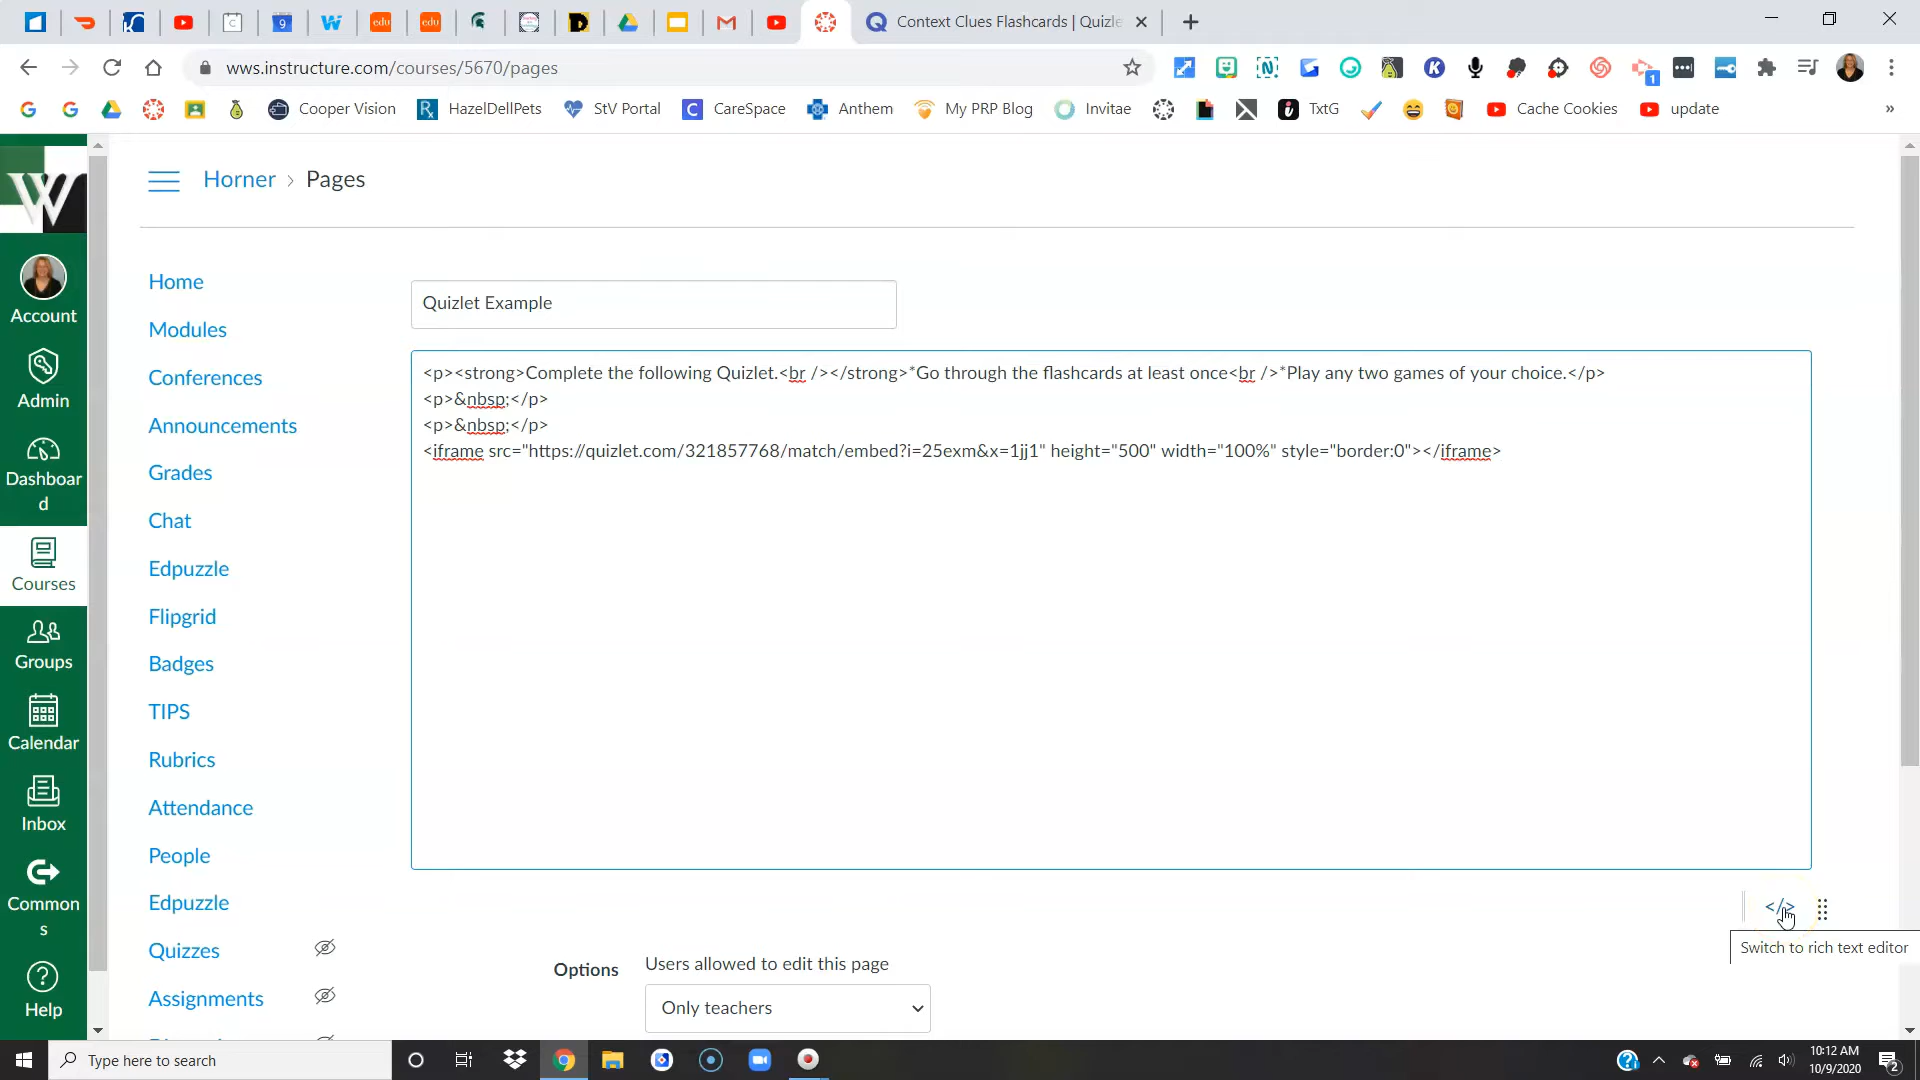 Context Clues Flashcards | Quizle
wws.instructure.com/courses/5670/pages
Cooper Vision
HazelDellPets
StV Portal
CareSpace
Anthem
My PRP Blog
Invitae
TxtG
Cache Cookies
update
»
W
Horner › Pages
Account
Admin
Dashboar
d
Courses
Groups
Calendar
Inbox
Common
s
Help
Home
Modules
Conferences
Announcements
Grades
Chat
Edpuzzle
Flipgrid
Badges
TIPS
Rubrics
Attendance
People
Edpuzzle
Quizzes
Assignments
Quizlet Example
<p><strong>Complete the following Quizlet.<br /></strong>*Go through the flashcards at least once<br />*Play any two games of your choice.</p>
<p>&nbsp;</p>
<p>&nbsp;</p>
<iframe src="https://quizlet.com/321857768/match/embed?i=25exm&x=1jj1" height="500" width="100%" style="border:0"></iframe>
</>
Switch to rich text editor
Options
Users allowed to edit this page
Only teachers
Type here to search
10:12 AM
10/9/2020
2